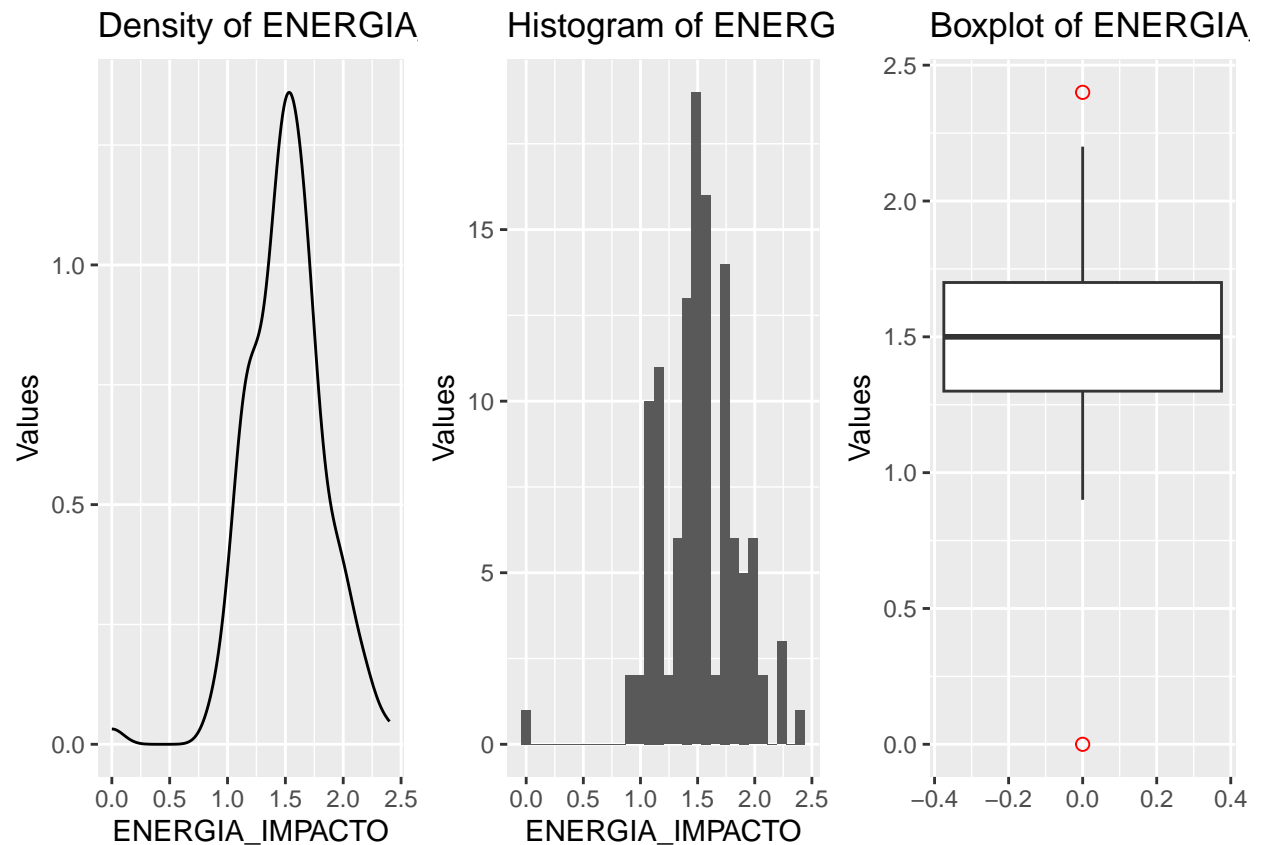 Density of ENERGIA_
Values
1.0
0.5
0.0
0.0 0.5 1.0 1.5 2.0 2.5
ENERGIA_IMPACTO
Histogram of ENERG
Values
15
10
5
0
0.0 0.5 1.0 1.5 2.0 2.5
ENERGIA_IMPACTO
Boxplot of ENERGIA_
Values
2.5
2.0
1.5
1.0
0.5
0.0
−0.4 −0.2 0.0 0.2 0.4